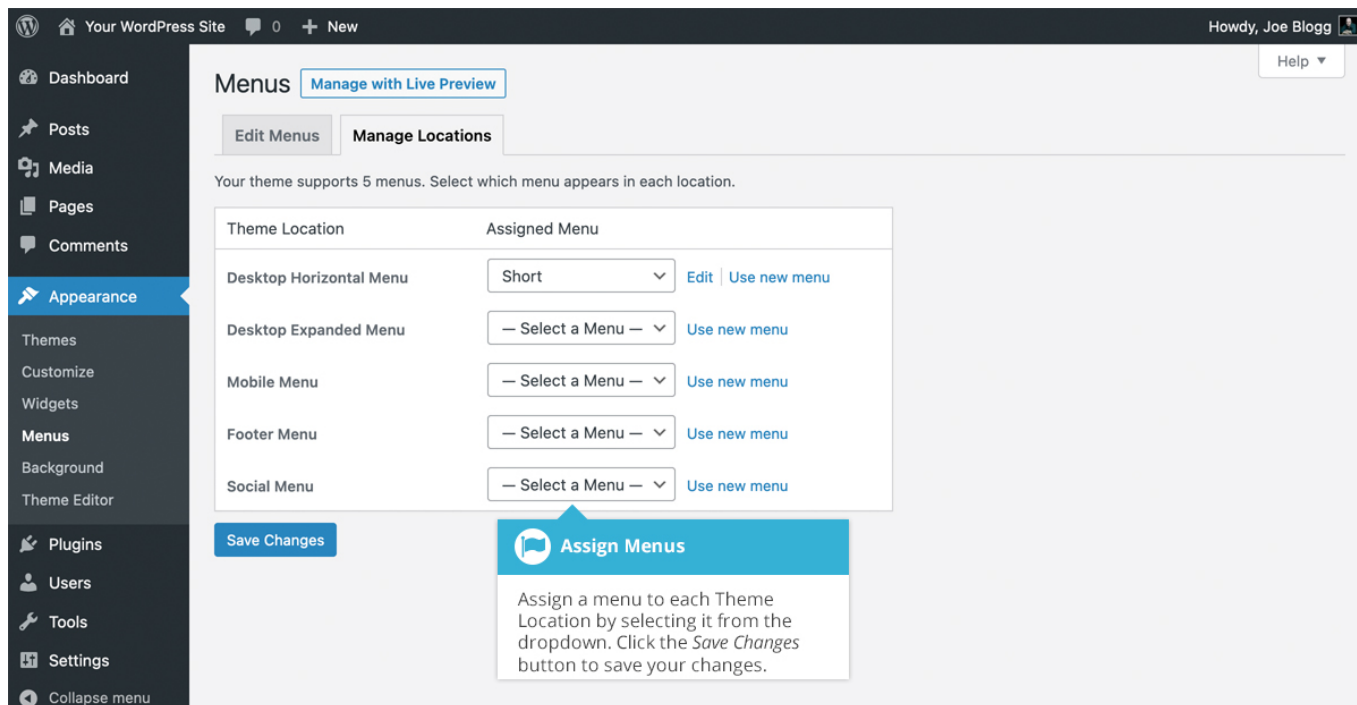 Your WordPress Site 0 + New Howdy, Joe Blogg
Help ▼
Dashboard
Posts
Media
Pages
Comments
Appearance
Themes
Customize
Widgets
Menus
Background
Theme Editor
Plugins
Users
Tools
Settings
Collapse menu
Menus Manage with Live Preview
Edit Menus Manage Locations
Your theme supports 5 menus. Select which menu appears in each location.
Theme Location Assigned Menu
Desktop Horizontal Menu Short Edit Use new menu
Desktop Expanded Menu — Select a Menu — Use new menu
Mobile Menu — Select a Menu — Use new menu
Footer Menu — Select a Menu — Use new menu
Social Menu — Select a Menu — Use new menu
Save Changes
Assign Menus
Assign a menu to each Theme
Location by selecting it from the
dropdown. Click the Save Changes
button to save your changes.